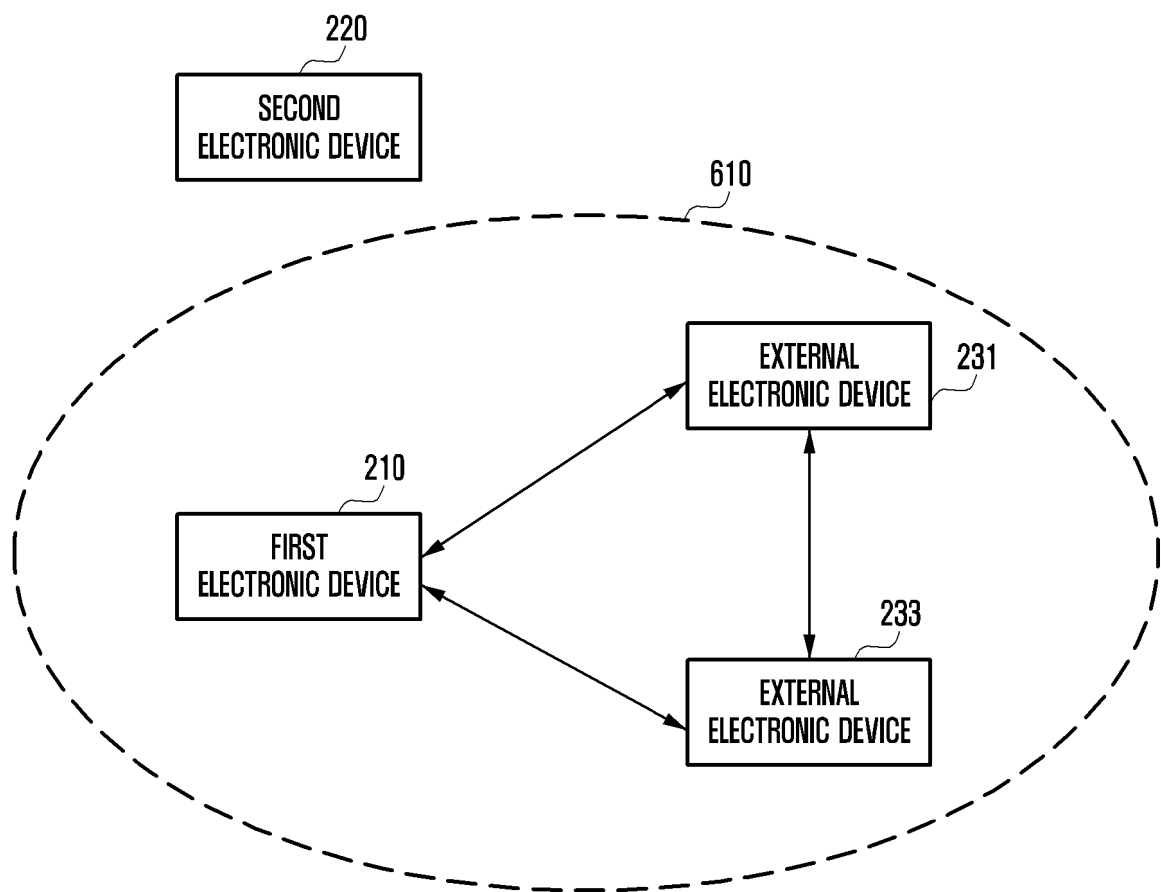 220
SECOND
ELECTRONIC DEVICE
610
EXTERNAL
ELECTRONIC DEVICE
231
210
FIRST
ELECTRONIC DEVICE
233
EXTERNAL
ELECTRONIC DEVICE